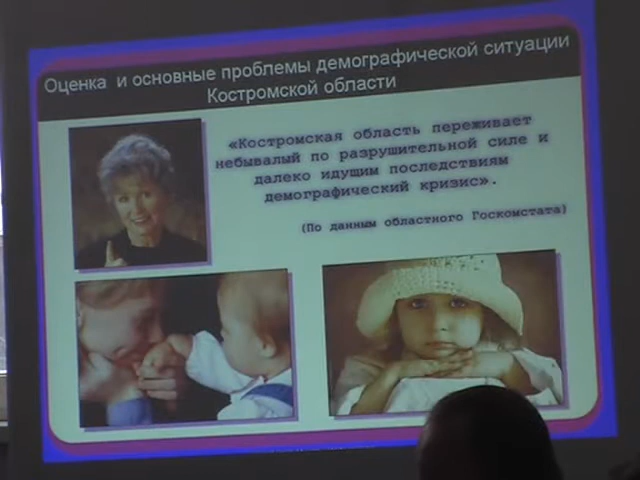 Оценка и основные проблемы демографической ситуации
Костромской области
«Костромская область переживает
небывалый по разрушительной силе и
далеко идущим последствиям
демографический кризис».
(По данным областного Госкомстата)